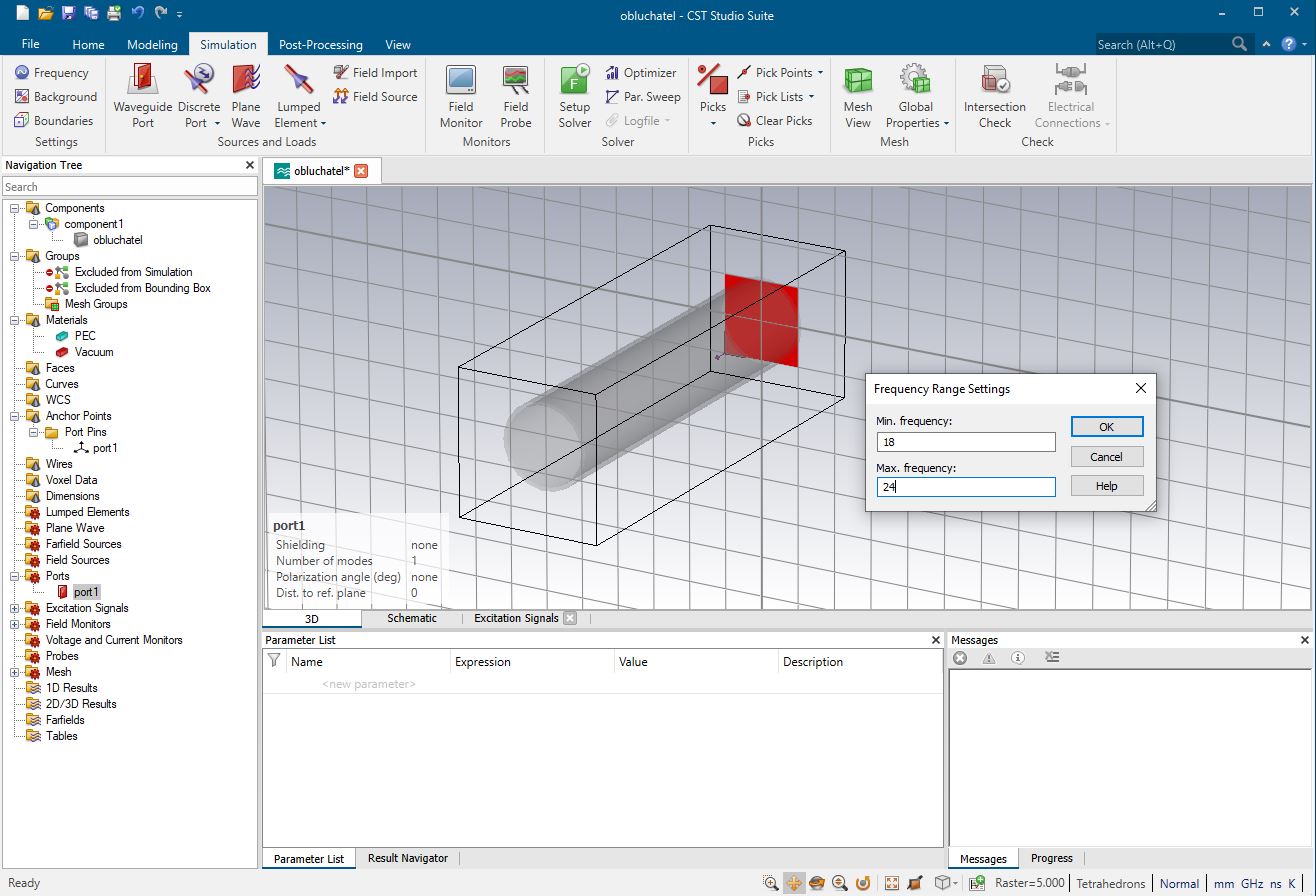 obluchatel - CST Studio Suite
File Home Modeling Simulation Post-Processing View Search (Alt+Q)
Frequency
Background
Boundaries
Settings
Waveguide Port
Discrete Port
Plane Wave
Lumped Element
Field Import
Field Source
Sources and Loads
Field Monitor
Field Probe
Monitors
Setup Solver
Optimizer
Par. Sweep
Logfile
Solver
Picks
Pick Points
Pick Lists
Clear Picks
Picks
Mesh View
Global Properties
Mesh
Intersection Check
Electrical Connections
Check
Navigation Tree
Search
Components
component1
obluchatel
Groups
Excluded from Simulation
Excluded from Bounding Box
Mesh Groups
Materials
PEC
Vacuum
Faces
Curves
WCS
Anchor Points
Port Pins
port1
Wires
Voxel Data
Dimensions
Lumped Elements
Plane Wave
Farfield Sources
Field Sources
Ports
port1
Excitation Signals
Field Monitors
Voltage and Current Monitors
Probes
Mesh
1D Results
2D/3D Results
Farfields
Tables
obluchatel*
port1
Shielding none
Number of modes 1
Polarization angle (deg) none
Dist. to ref. plane 0
Frequency Range Settings
Min. frequency:
18
Max. frequency:
24
OK
Cancel
Help
3D Schematic Excitation Signals
Parameter List
Name Expression Value Description
<new parameter>
Parameter List Result Navigator
Messages
Messages Progress
Ready
Raster=5.000 Tetrahedrons Normal mm GHz ns K